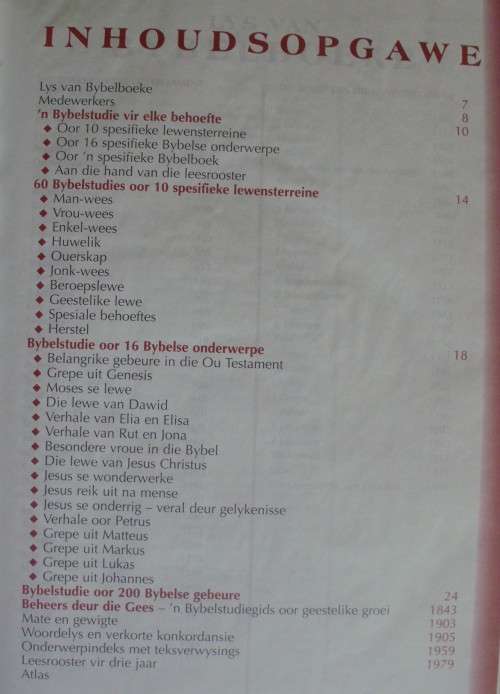 INHOUDSOPGAWE
Lys van Bybelboeke
Medewerkers 7
'n Bybelstudie vir elke behoefte 8
◆ Oor 10 spesifieke lewensterreine 10
◆ Oor 16 spesifieke Bybelse onderwerpe
◆ Oor 'n spesifieke Bybelboek
◆ Aan die hand van die leesrooster
60 Bybelstudies oor 10 spesifieke lewensterreine 14
◆ Man-wees
◆ Vrou-wees
◆ Enkel-wees
◆ Huwelik
◆ Ouerskap
◆ Jonk-wees
◆ Beroepslewe
◆ Geestelike lewe
◆ Spesiale behoeftes
◆ Herstel
Bybelstudie oor 16 Bybelse onderwerpe 18
◆ Belangrike gebeure in die Ou Testament
◆ Grepe uit Genesis
◆ Moses se lewe
◆ Die lewe van Dawid
◆ Verhale van Elia en Elisa
◆ Verhale van Rut en Jona
◆ Besondere vroue in die Bybel
◆ Die lewe van Jesus Christus
◆ Jesus se wonderwerke
◆ Jesus reik uit na mense
◆ Jesus se onderrig – veral deur gelykenisse
◆ Verhale oor Petrus
◆ Grepe uit Matteus
◆ Grepe uit Markus
◆ Grepe uit Lukas
◆ Grepe uit Johannes
Bybelstudie oor 200 Bybelse gebeure 24
Beheers deur die Gees – 'n Bybelstudiegids oor geestelike groei 1843
Mate en gewigte 1903
Woordelys en verkorte konkordansie 1905
Onderwerpindeks met teksverwysings 1959
Leesrooster vir drie jaar 1979
Atlas